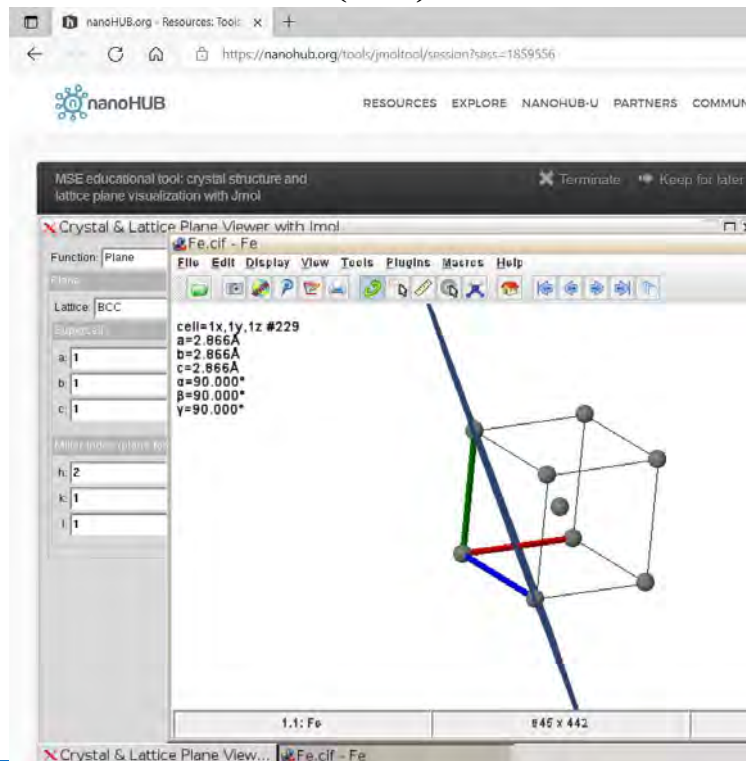 nanoHUB.org - Resources: Tool:
https://nanohub.org/tools/jmoltool/session?sess=1859556
nanoHUB
RESOURCES EXPLORE NANOHUB-U PARTNERS COMMUN
MSE educational tool: crystal structure and
lattice plane visualization with Jmol
Terminate Keep for later
Crystal & Lattice Plane Viewer with Jmol
Function: Plane
Plane
Lattice: BCC
Supercell
a: 1
b: 1
c: 1
h: 2
k: 1
l: 1
Fe.cif - Fe
File Edit Display View Tools Plugins Macros Help
cell=1x,1y,1z #229
a=2.866Å
b=2.866Å
c=2.866Å
α=90.000°
β=90.000°
γ=90.000°
1.1: Fe
845 x 442
Crystal & Lattice Plane View... Fe.cif - Fe